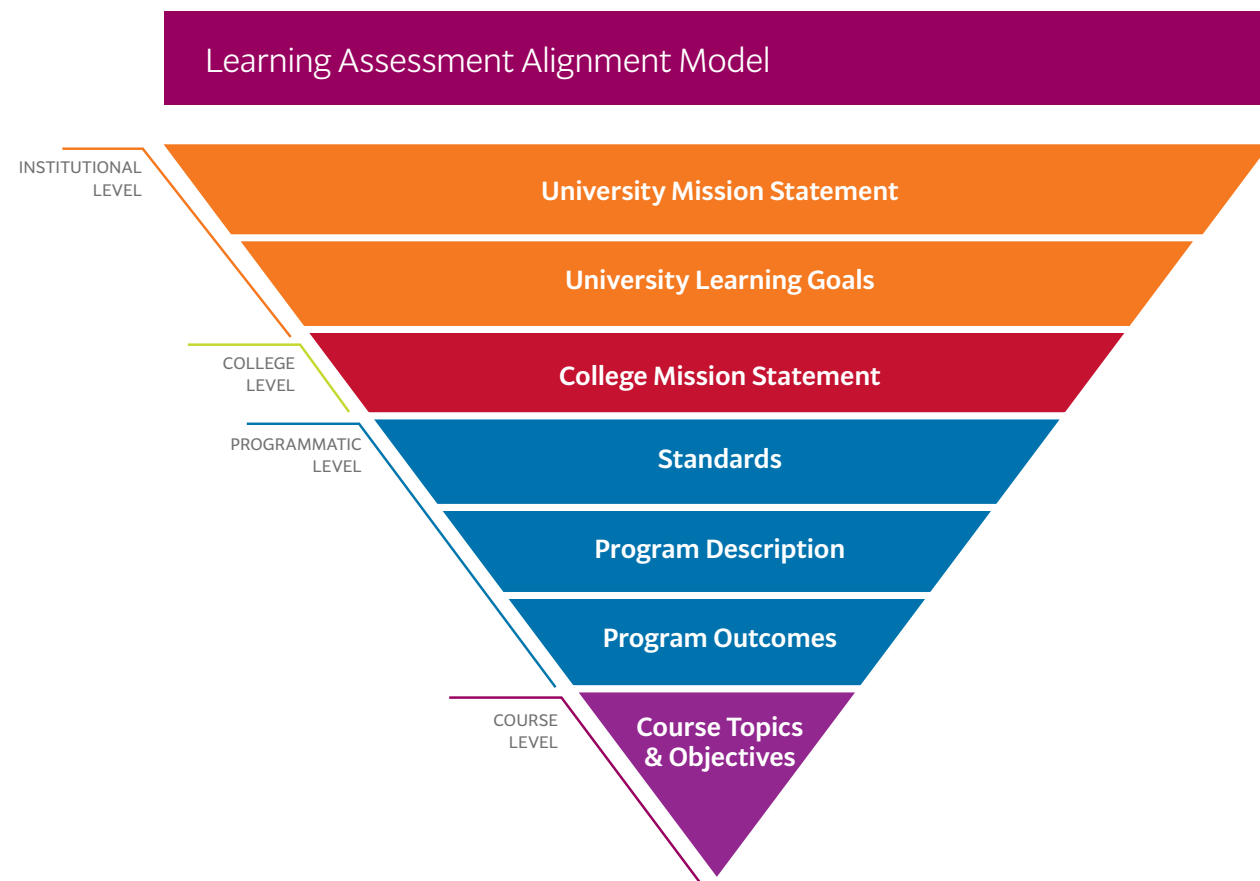 Learning Assessment Alignment Model
INSTITUTIONAL
LEVEL
University Mission Statement
University Learning Goals
COLLEGE
LEVEL
College Mission Statement
PROGRAMMATIC
LEVEL
Standards
Program Description
Program Outcomes
COURSE
LEVEL
Course Topics
& Objectives